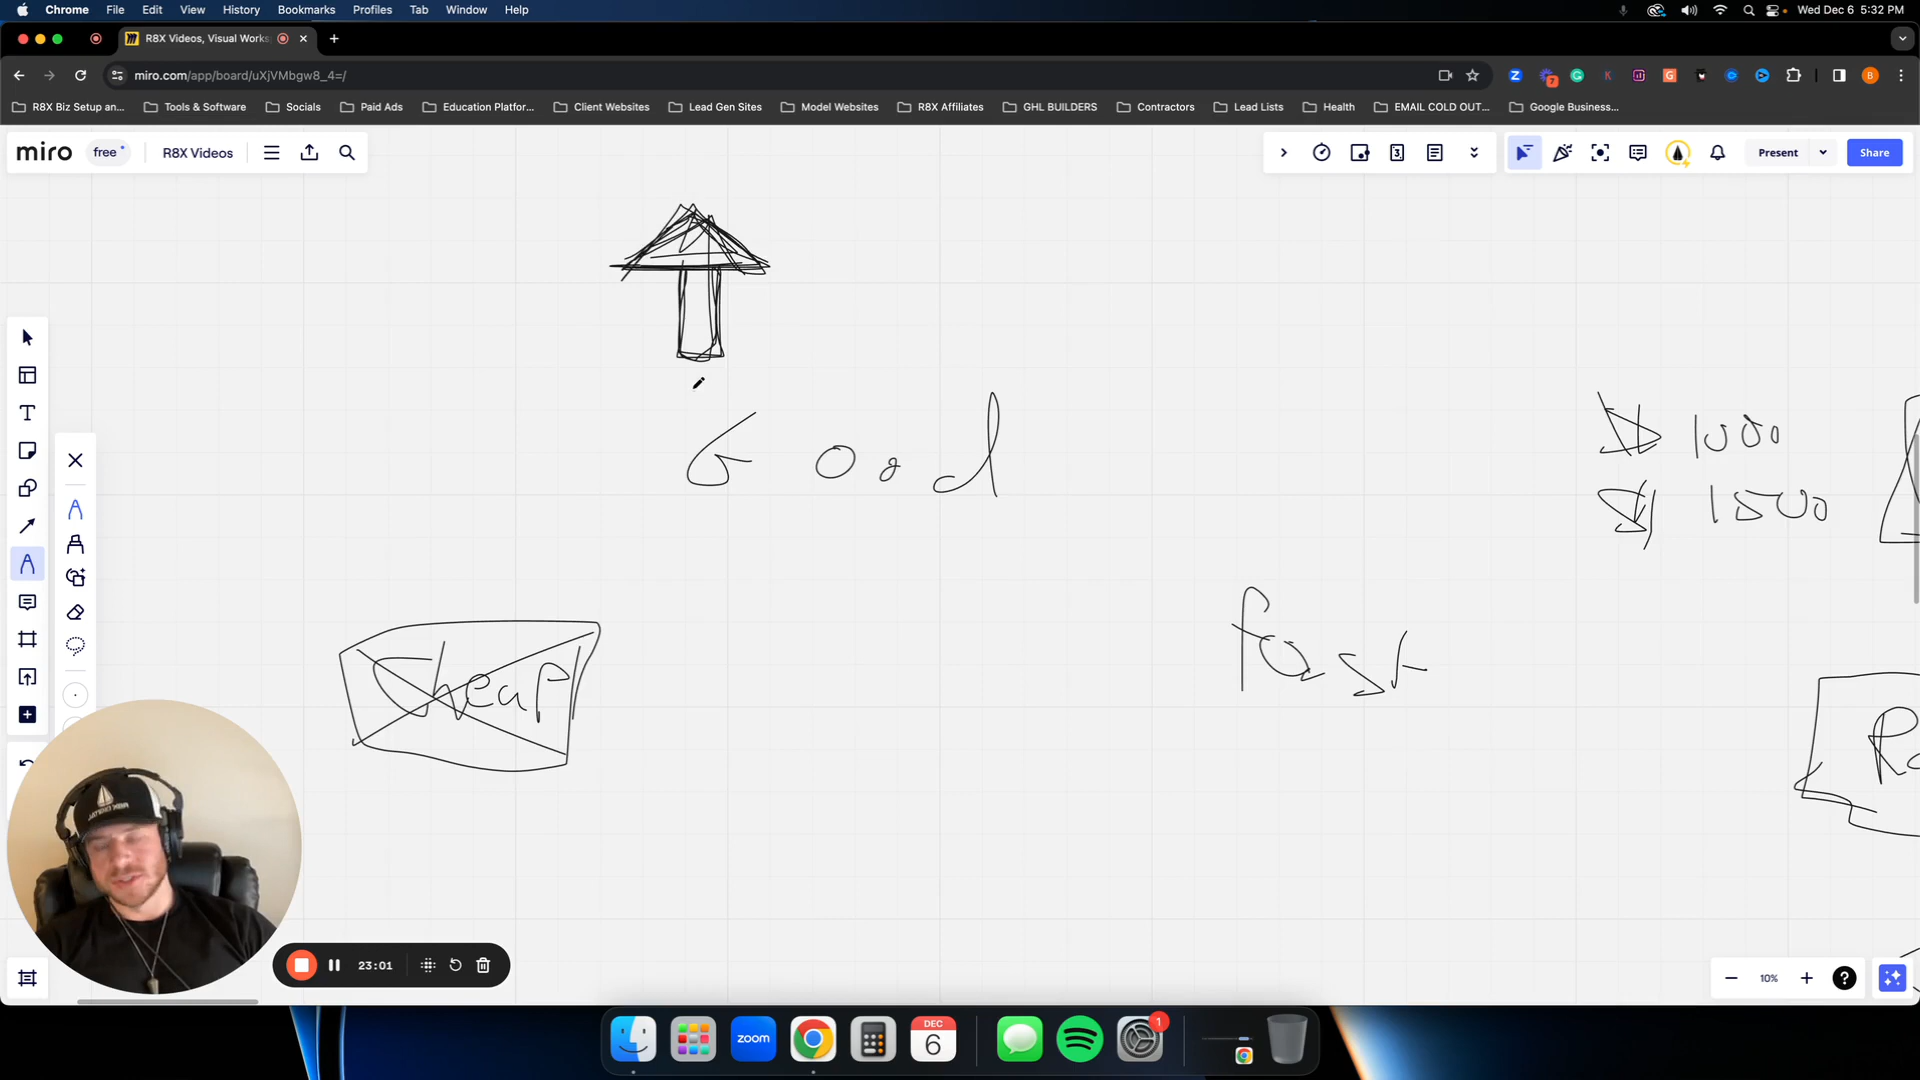 Chrome File Edit View History Bookmarks Profiles Tab Window Help Wed Dec 6 5:32 PM
R8X Videos, Visual Works
miro.com/app/board/uXjVMbgw8_4=/
R8X Biz Setup an... Tools & Software Socials Paid Ads Education Platfor... Client Websites Lead Gen Sites Model Websites R8X Affiliates GHL BUILDERS Contractors Lead Lists Health EMAIL COLD OUT... Google Business...
miro free R8X Videos Present Share
Good
$ 1000
$ 1500
fast
Cheap
23:01
10%
zoom
DEC
6
1